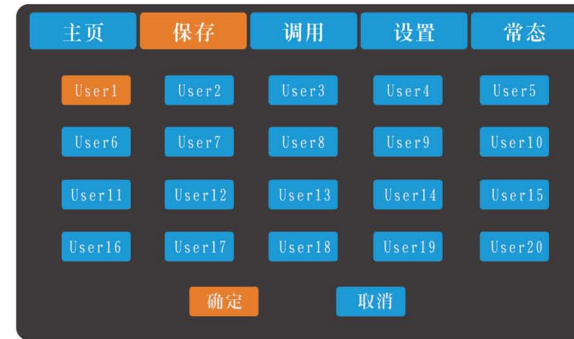 主页 保存 调用 设置 常态
User1 User2 User3 User4 User5
User6 User7 User8 User9 User10
User11 User12 User13 User14 User15
User16 User17 User18 User19 User20
确定 取消